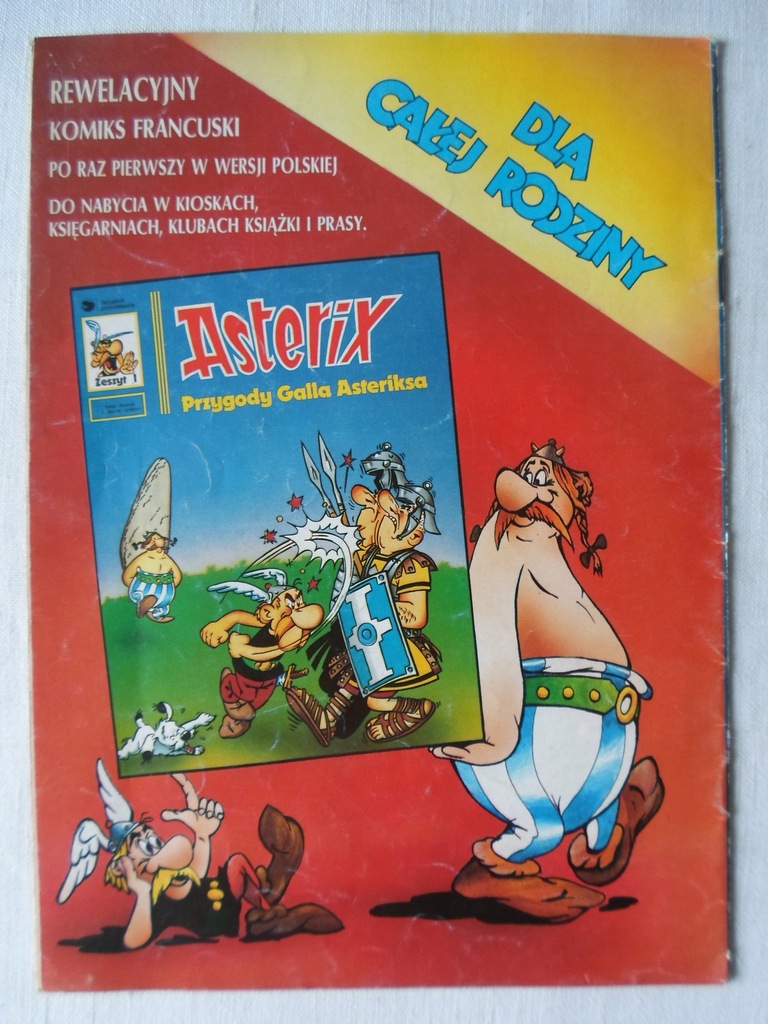 REWELACYJNY
KOMIKS FRANCUSKI
PO RAZ PIERWSZY W WERSJI POLSKIEJ
DO NABYCIA W KIOSKACH,
KSIĘGARNIACH, KLUBACH KSIĄŻKI I PRASY.
DLA
CAŁEJ RODZINY
Zeszyt 1
Asterix
Przygody Galla Asteriksa